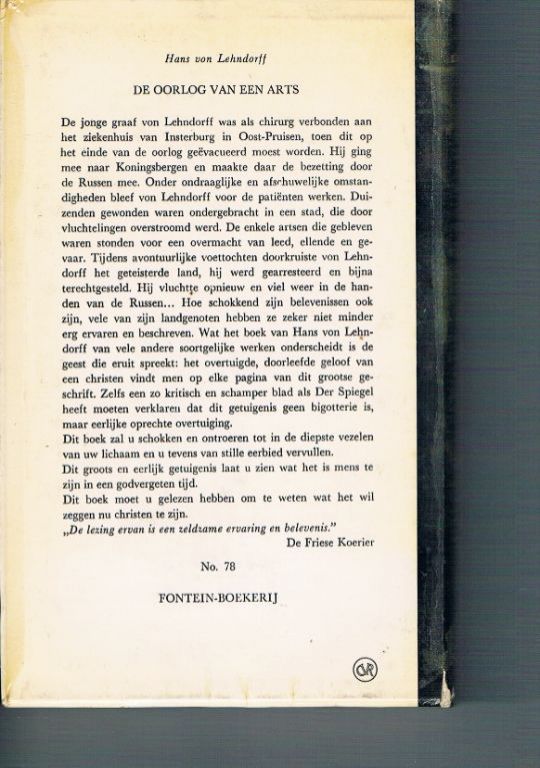 Hans von Lehndorff
DE OORLOG VAN EEN ARTS
De jonge graaf von Lehndorff was als chirurg verbonden aan
het ziekenhuis van Insterburg in Oost-Pruisen, toen dit op
het einde van de oorlog geëvacueerd moest worden. Hij ging
mee naar Koningsbergen en maakte daar de bezetting door
de Russen mee. Onder ondraaglijke en afschuwelijke omstan-
digheden bleef von Lehndorff voor de patiënten werken. Dui-
zenden gewonden waren ondergebracht in een stad, die door
vluchtelingen overstroomd werd. De enkele artsen die gebleven
waren stonden voor een overmacht van leed, ellende en ge-
vaar. Tijdens avontuurlijke voettochten doorkruiste von Lehn-
dorff het geteisterde land, hij werd gearresteerd en bijna
terechtgesteld. Hij vluchtte opnieuw en viel weer in de han-
den van de Russen... Hoe schokkend zijn belevenissen ook
zijn, vele van zijn landgenoten hebben ze zeker niet minder
erg ervaren en beschreven. Wat het boek van Hans von Lehn-
dorff van vele andere soortgelijke werken onderscheidt is de
geest die eruit spreekt: het overtuigde, doorleefde geloof van
een christen vindt men op elke pagina van dit grootse ge-
schrift. Zelfs een zo kritisch en schamper blad als Der Spiegel
heeft moeten verklaren dat dit getuigenis geen bigotterie is,
maar eerlijke oprechte overtuiging.
Dit boek zal u schokken en ontroeren tot in de diepste vezelen
van uw lichaam en u tevens van stille eerbied vervullen.
Dit groots en eerlijk getuigenis laat u zien wat het is mens te
zijn in een godvergeten tijd.
Dit boek moet u gelezen hebben om te weten wat het wil
zeggen nu christen te zijn.
„De lezing ervan is een zeldzame ervaring en belevenis."
De Friese Koerier
No. 78
FONTEIN-BOEKERIJ
CVR